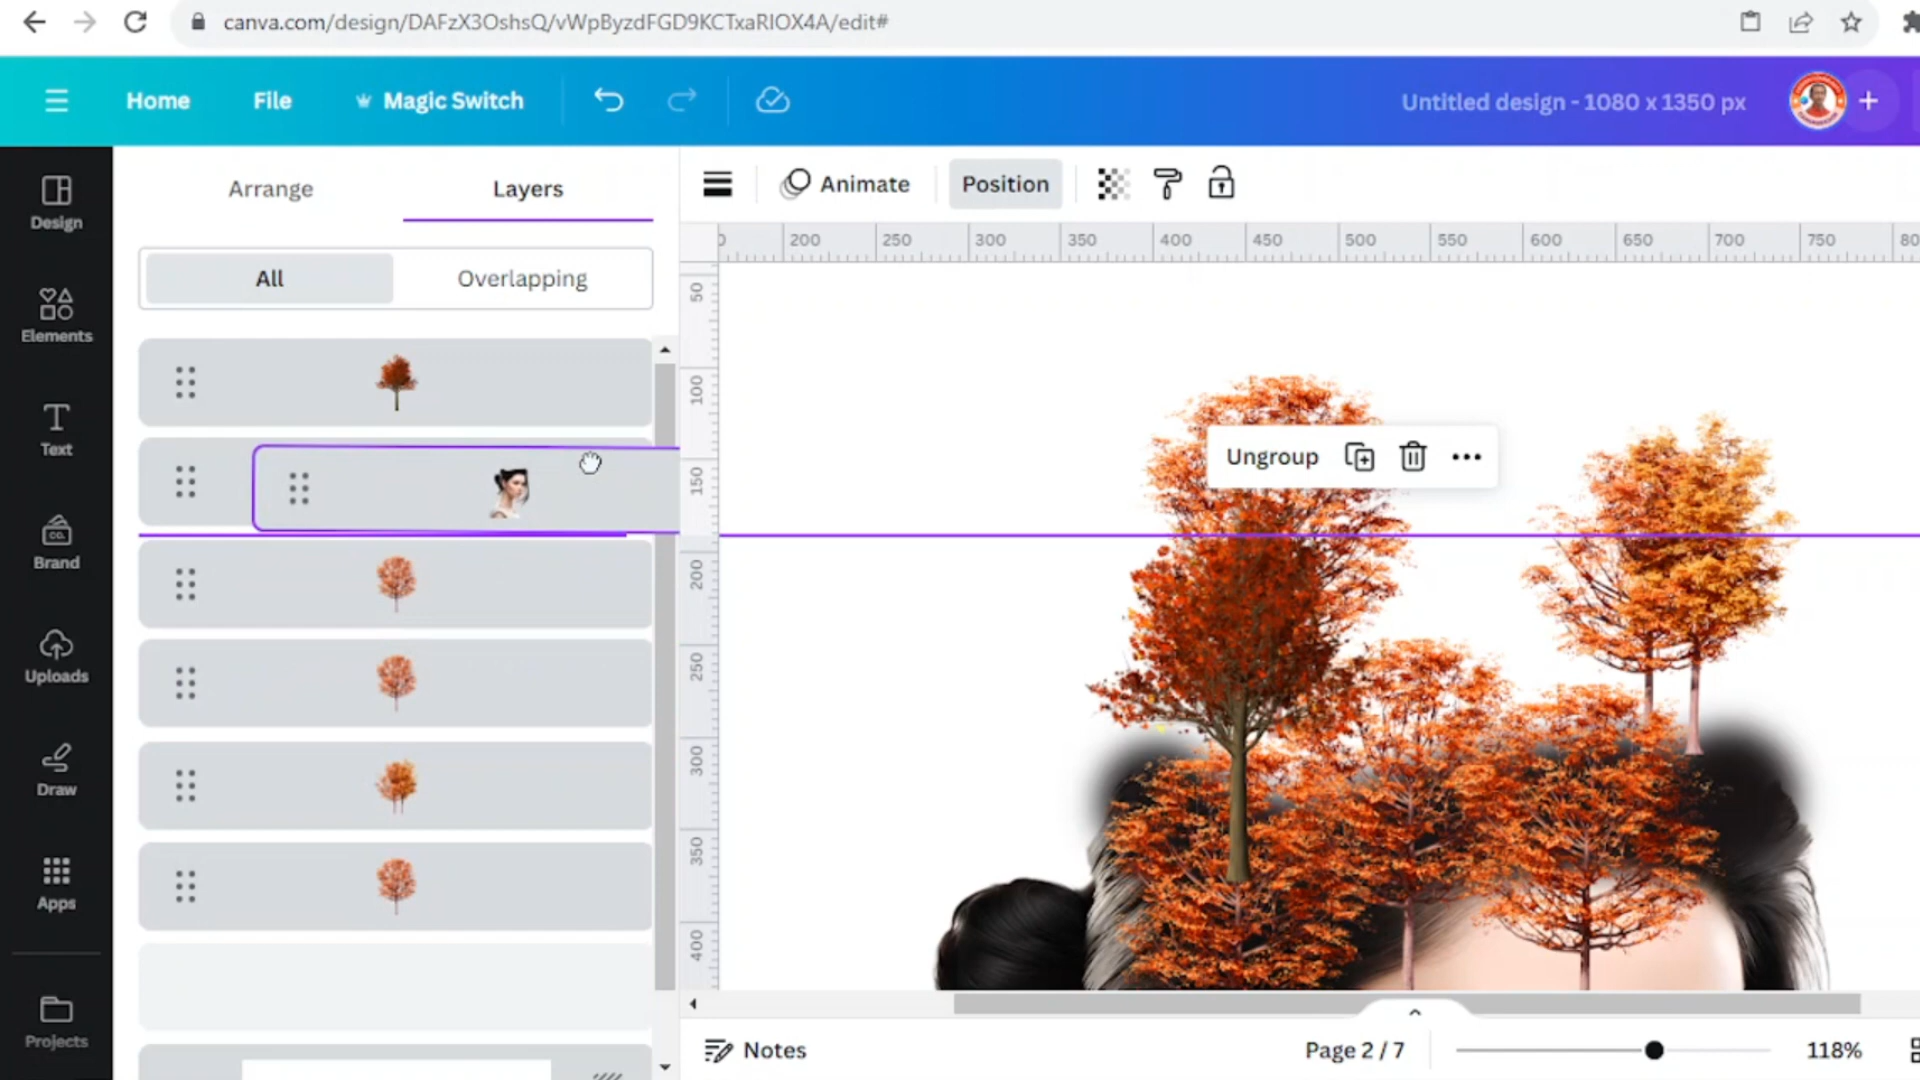 canva.com/design/DAFzX3OshsQ/vWpByzdFGD9KCTxaRIOX4A/edit#
Home
File
Magic Switch
Untitled design - 1080 x 1350 px
Design
Elements
Text
Brand
Uploads
Draw
Apps
Projects
Arrange
Layers
All
Overlapping
Animate
Position
200 250 300 350 400 450 500 550 600 650 700 750
50
100
150
200
250
300
350
400
Ungroup
Notes
Page 2 / 7
118%